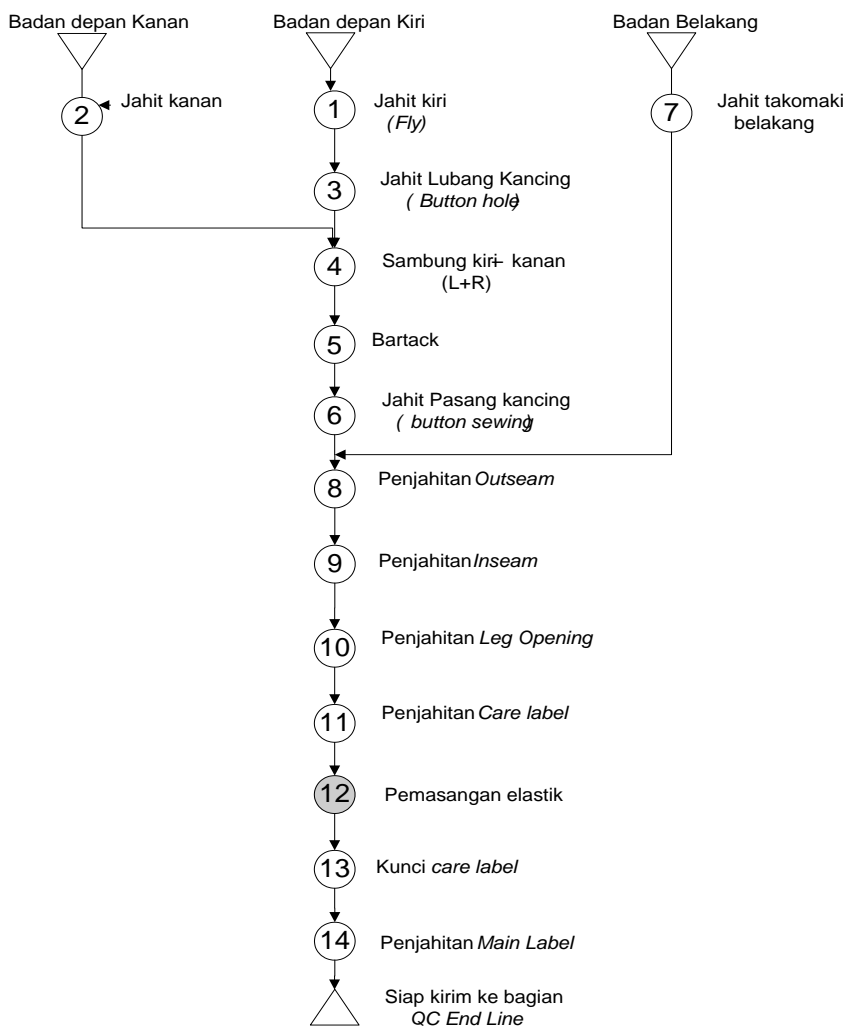 Badan depan Kanan
Badan depan Kiri
Badan Belakang
2
Jahit kanan
1
Jahit kiri
(Fly)
7
Jahit takomaki
belakang
3
Jahit Lubang Kancing
( Button hole)
4
Sambung kiri– kanan
(L+R)
5
Bartack
6
Jahit Pasang kancing
( button sewing)
8
Penjahitan Outseam
9
Penjahitan Inseam
10
Penjahitan Leg Opening
11
Penjahitan Care label
12
Pemasangan elastik
13
Kunci care label
14
Penjahitan Main Label
Siap kirim ke bagian
QC End Line